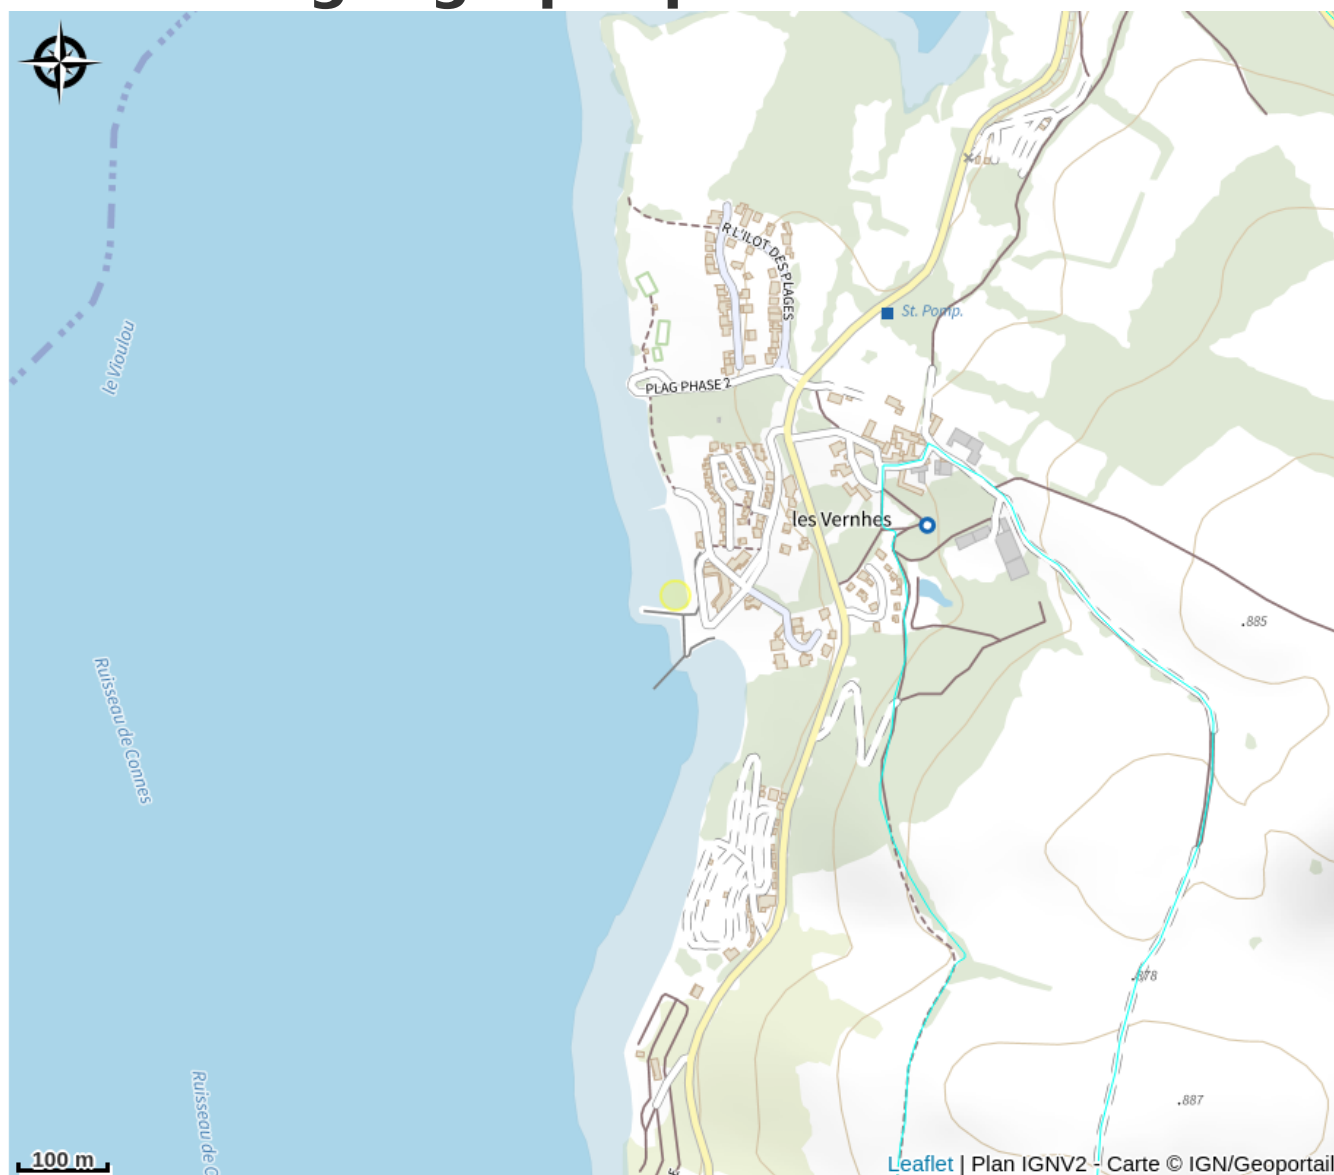 R L'ILOT DES PLAGES
St. Pomp.
le Vioulou
PLAG PHASE 2
les Vernhes
.885
Ruisseau de Connes
.878
.887
Ruisseau de C
100 m
Leaflet | Plan IGNV2 - Carte © IGN/Geoportail